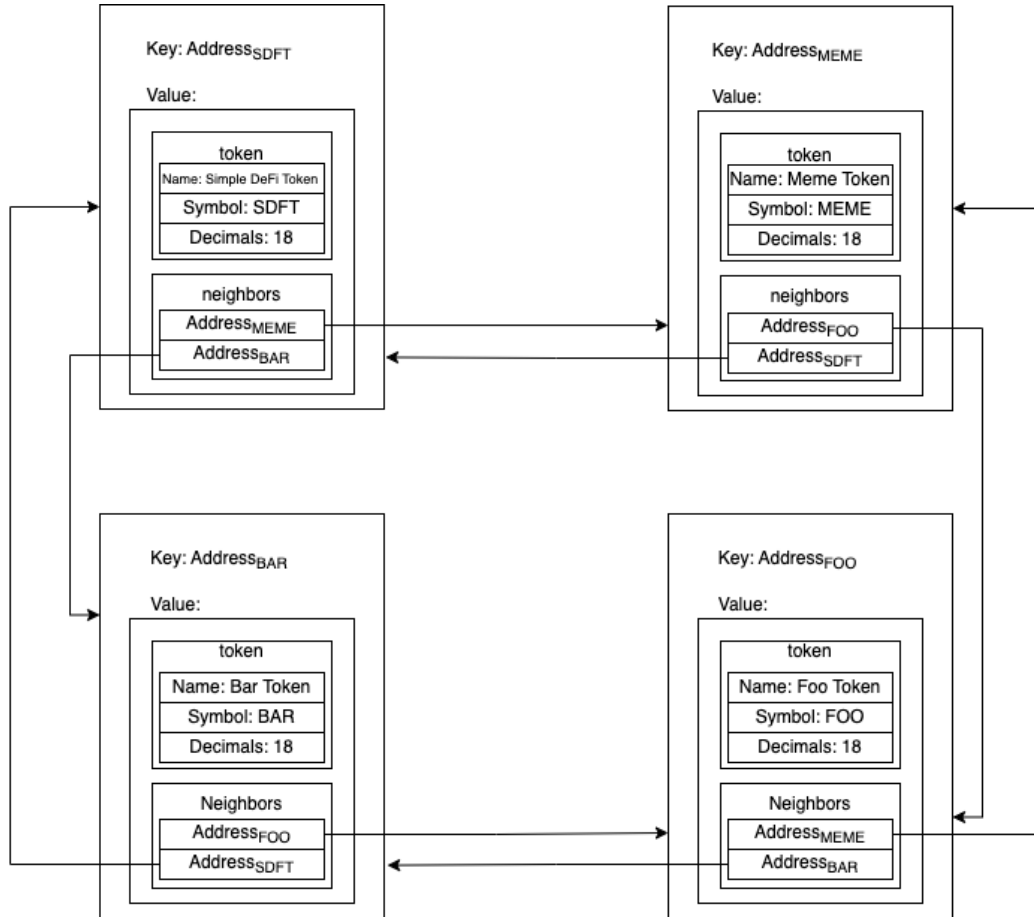 Key: AddressSDFT
Value:
token
Name: Simple DeFi Token
Symbol: SDFT
Decimals: 18
neighbors
AddressMEME
AddressBAR
Key: AddressMEME
Value:
token
Name: Meme Token
Symbol: MEME
Decimals: 18
neighbors
AddressFOO
AddressSDFT
Key: AddressBAR
Value:
token
Name: Bar Token
Symbol: BAR
Decimals: 18
Neighbors
AddressFOO
AddressSDFT
Key: AddressFOO
Value:
token
Name: Foo Token
Symbol: FOO
Decimals: 18
Neighbors
AddressMEME
AddressBAR